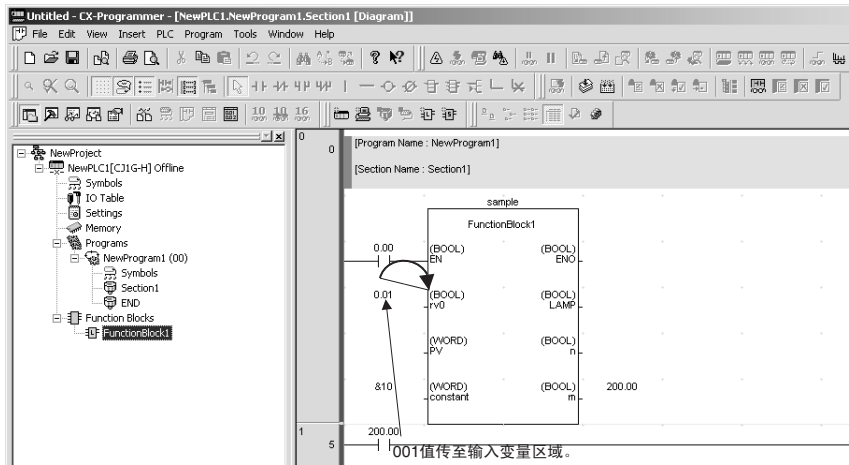 Untitled - CX-Programmer - [NewPLC1.NewProgram1.Section1 [Diagram]]
File Edit View Insert PLC Program Tools Window Help
10 16 16
NewProject
NewPLC1[CJ1G-H] Offline
Symbols
IO Table
Settings
Memory
Programs
NewProgram1 (00)
Symbols
Section1
END
Function Blocks
FunctionBlock1
0
0
[Program Name : NewProgram1]
[Section Name : Section1]
sample
FunctionBlock1
0.00 (BOOL) (BOOL)
EN ENO
0.01 (BOOL) (BOOL)
rv0 LAMP
(WORD) (BOOL)
PV n
&10 (WORD) (BOOL) 200.00
constant m
1
5
200.00
001值传至输入变量区域。